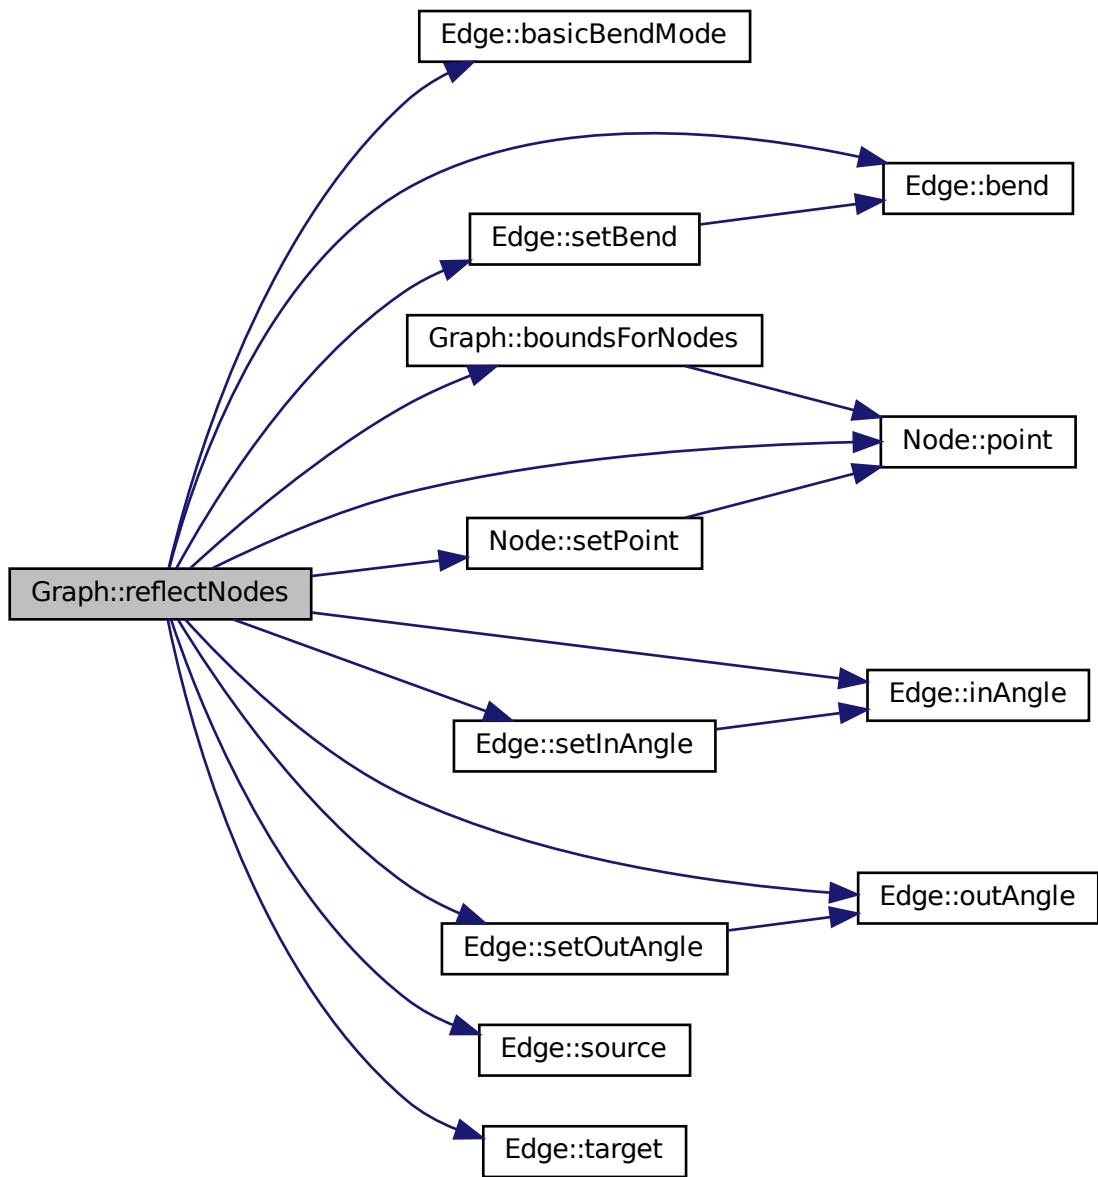 Edge::basicBendMode
Edge::bend
Edge::setBend
Graph::boundsForNodes
Node::point
Node::setPoint
Graph::reflectNodes
Edge::inAngle
Edge::setInAngle
Edge::outAngle
Edge::setOutAngle
Edge::source
Edge::target